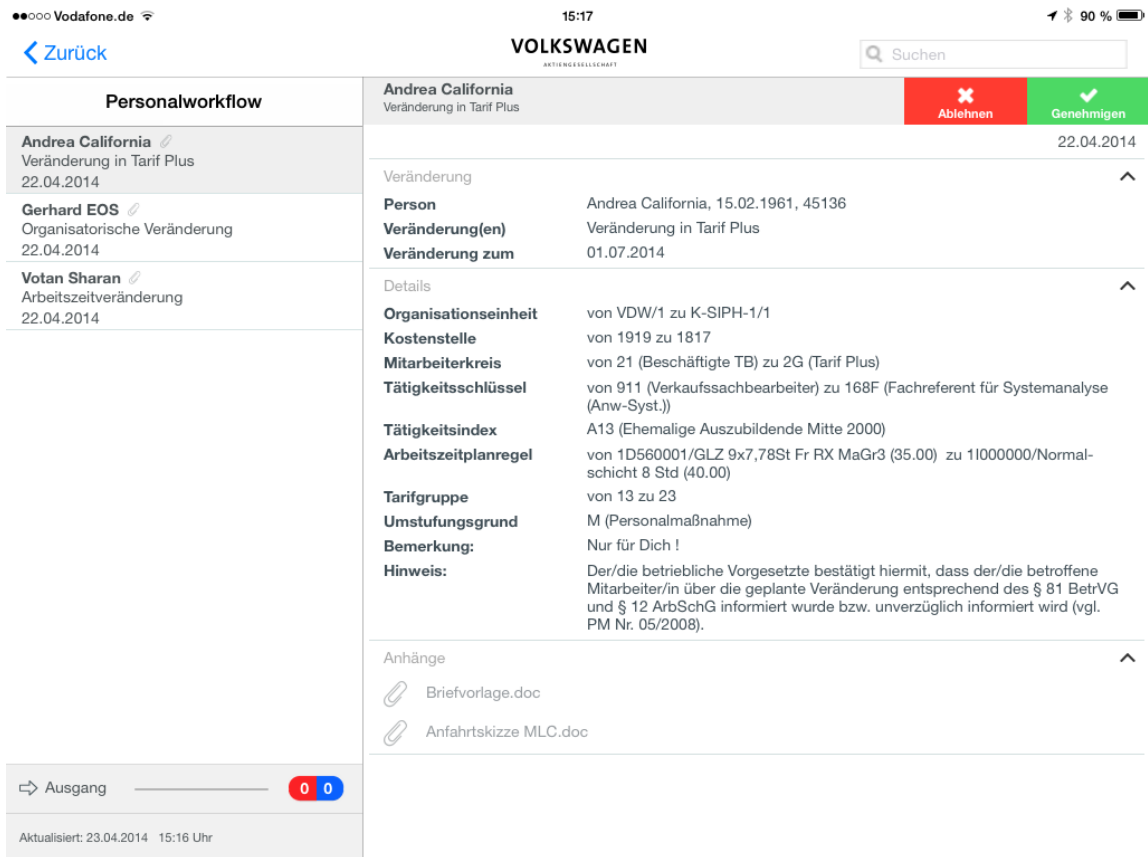 Vodafone.de 15:17 90 %
Zurück
VOLKSWAGEN
AKTIENGESELLSCHAFT
Suchen
Personalworkflow
Andrea California
Veränderung in Tarif Plus
22.04.2014
Gerhard EOS
Organisatorische Veränderung
22.04.2014
Votan Sharan
Arbeitszeitveränderung
22.04.2014
Ausgang 0 0
Aktualisiert: 23.04.2014 15:16 Uhr
Andrea California
Veränderung in Tarif Plus
Ablehnen
Genehmigen
22.04.2014
Veränderung
Person Andrea California, 15.02.1961, 45136
Veränderung(en) Veränderung in Tarif Plus
Veränderung zum 01.07.2014
Details
Organisationseinheit von VDW/1 zu K-SIPH-1/1
Kostenstelle von 1919 zu 1817
Mitarbeiterkreis von 21 (Beschäftigte TB) zu 2G (Tarif Plus)
Tätigkeitsschlüssel von 911 (Verkaufssachbearbeiter) zu 168F (Fachreferent für Systemanalyse
(Anw-Syst.))
Tätigkeitsindex A13 (Ehemalige Auszubildende Mitte 2000)
Arbeitszeitplanregel von 1D560001/GLZ 9x7,78St Fr RX MaGr3 (35.00) zu 1I000000/Normal-
schicht 8 Std (40.00)
Tarifgruppe von 13 zu 23
Umstufungsgrund M (Personalmaßnahme)
Bemerkung: Nur für Dich !
Hinweis: Der/die betriebliche Vorgesetzte bestätigt hiermit, dass der/die betroffene
Mitarbeiter/in über die geplante Veränderung entsprechend des § 81 BetrVG
und § 12 ArbSchG informiert wurde bzw. unverzüglich informiert wird (vgl.
PM Nr. 05/2008).
Anhänge
Briefvorlage.doc
Anfahrtskizze MLC.doc